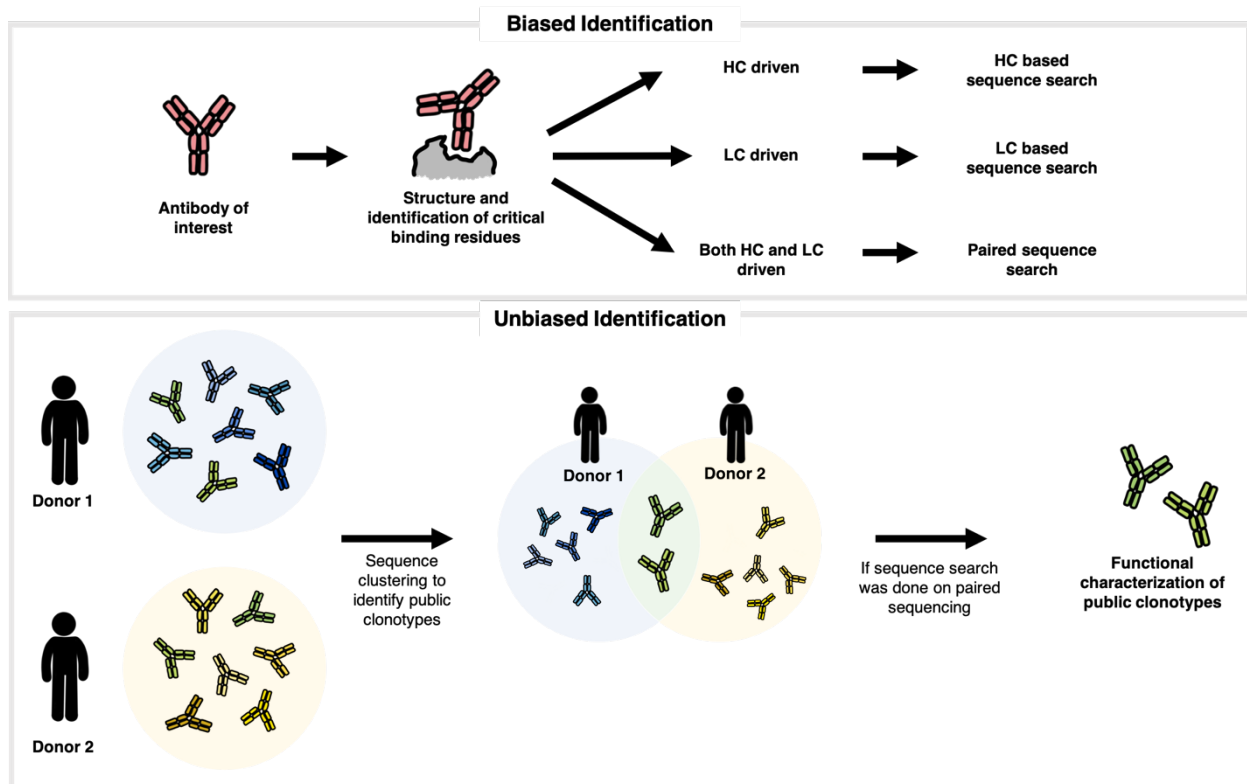 Biased Identification
HC driven
HC based
sequence search
LC driven
LC based
sequence search
Antibody of
interest
Structure and
identification of critical
binding residues
Both HC and LC
driven
Paired sequence
search
Unbiased Identification
Donor 1
Donor 2
Sequence
clustering to
identify public
clonotypes
Donor 1
Donor 2
If sequence search
was done on paired
sequencing
Functional
characterization of
public clonotypes